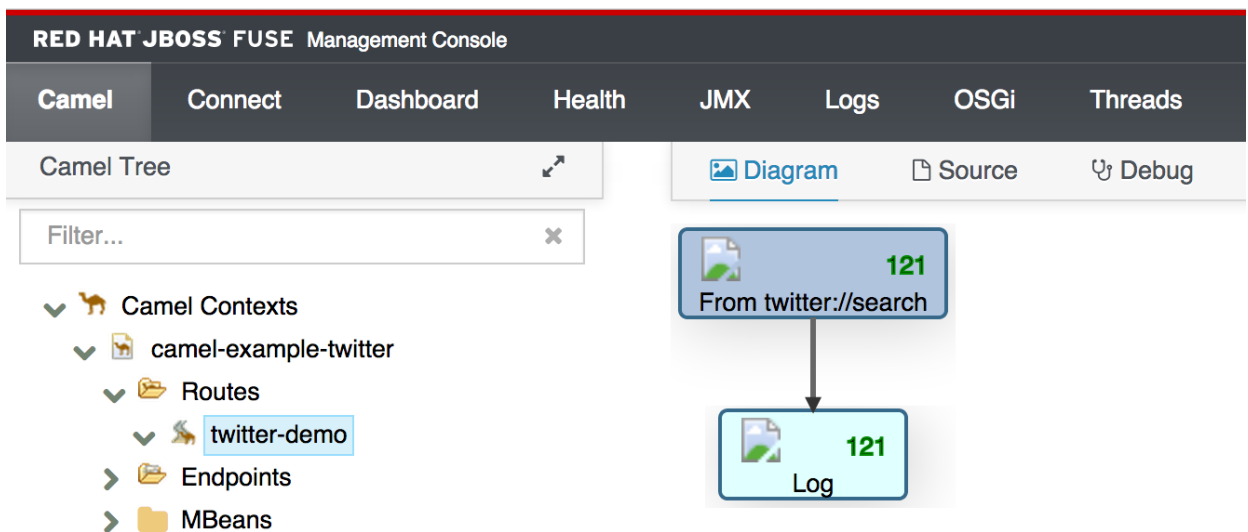 RED HAT JBOSS FUSE Management Console
Camel Connect Dashboard Health JMX Logs OSGi Threads
Camel Tree
Diagram Source Debug
Filter...
121
From twitter://search
Camel Contexts
camel-example-twitter
Routes
twitter-demo
121
Log
Endpoints
MBeans